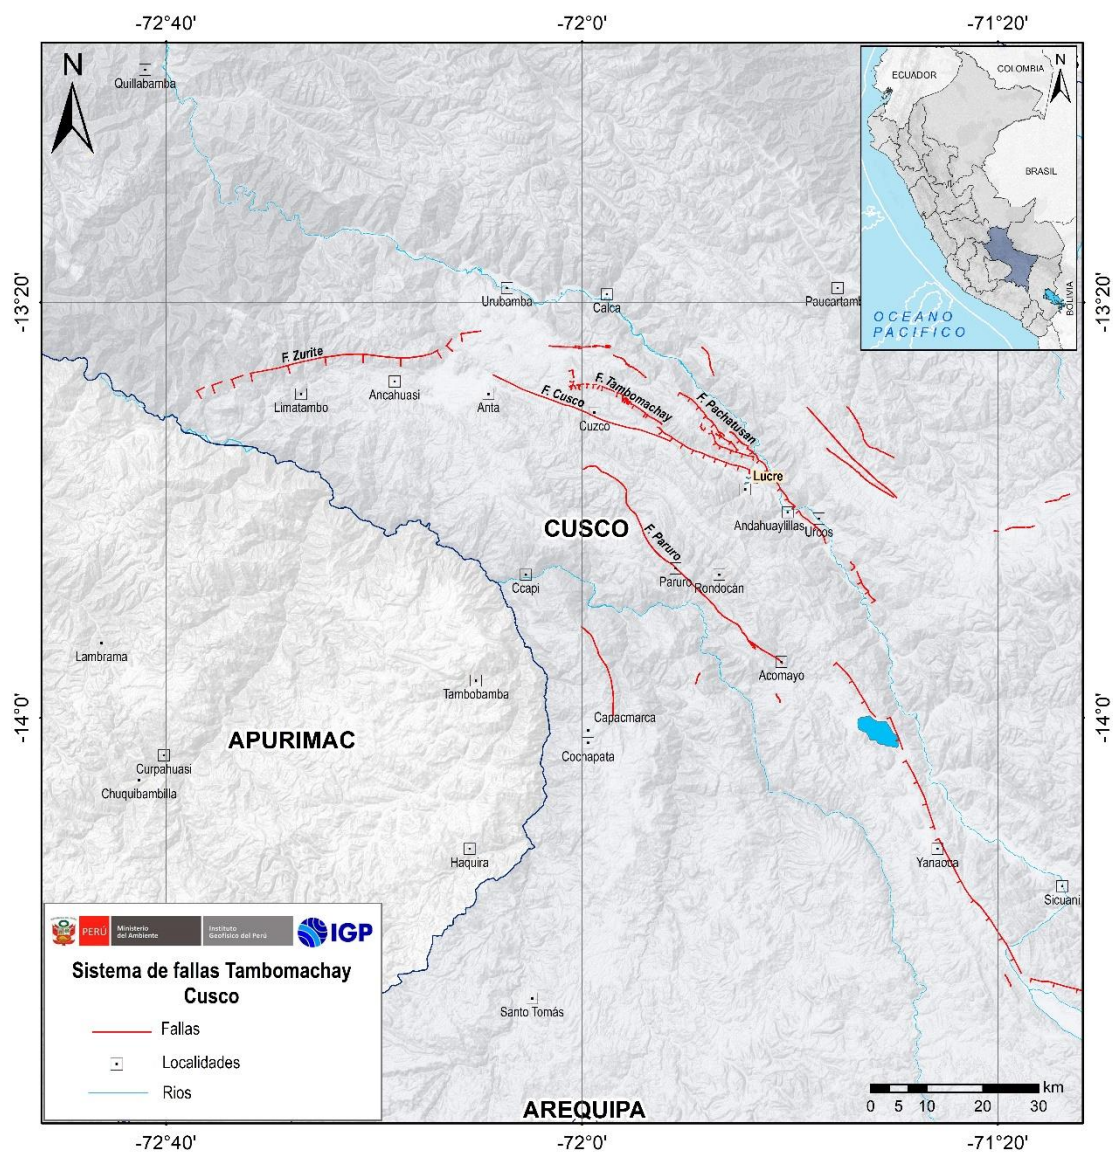 -72°40'
-72°0'
-71°20'
N
Quillabamba
ECUADOR
COLOMBIA
N
BRASIL
BOLIVIA
OCEANO
PACIFICO
-13°20'
-13°20'
Urubamba
Calca
Paucartamb
F. Zurite
Limatambo
Ancahuasi
Anta
F. Cusco
F. Tambomachay
F. Pachatusan
Cuzco
Lucre
Andahuaylillas
Urcos
CUSCO
F. Paruro
Ccapi
Paruro
Rondocan
Lambrama
Tambobamba
Acomayo
-14°0'
-14°0'
Capacmarca
Cochapata
APURIMAC
Curpahuasi
Chuquibambilla
Haquira
Yanaoca
Sicuani
Santo Tomás
AREQUIPA
PERÚ
Ministerio
del Ambiente
Instituto
Geofísico del Perú
IGP
Sistema de fallas Tambomachay
Cusco
Fallas
Localidades
Rios
km
0 5 10 20 30
-72°40'
-72°0'
-71°20'